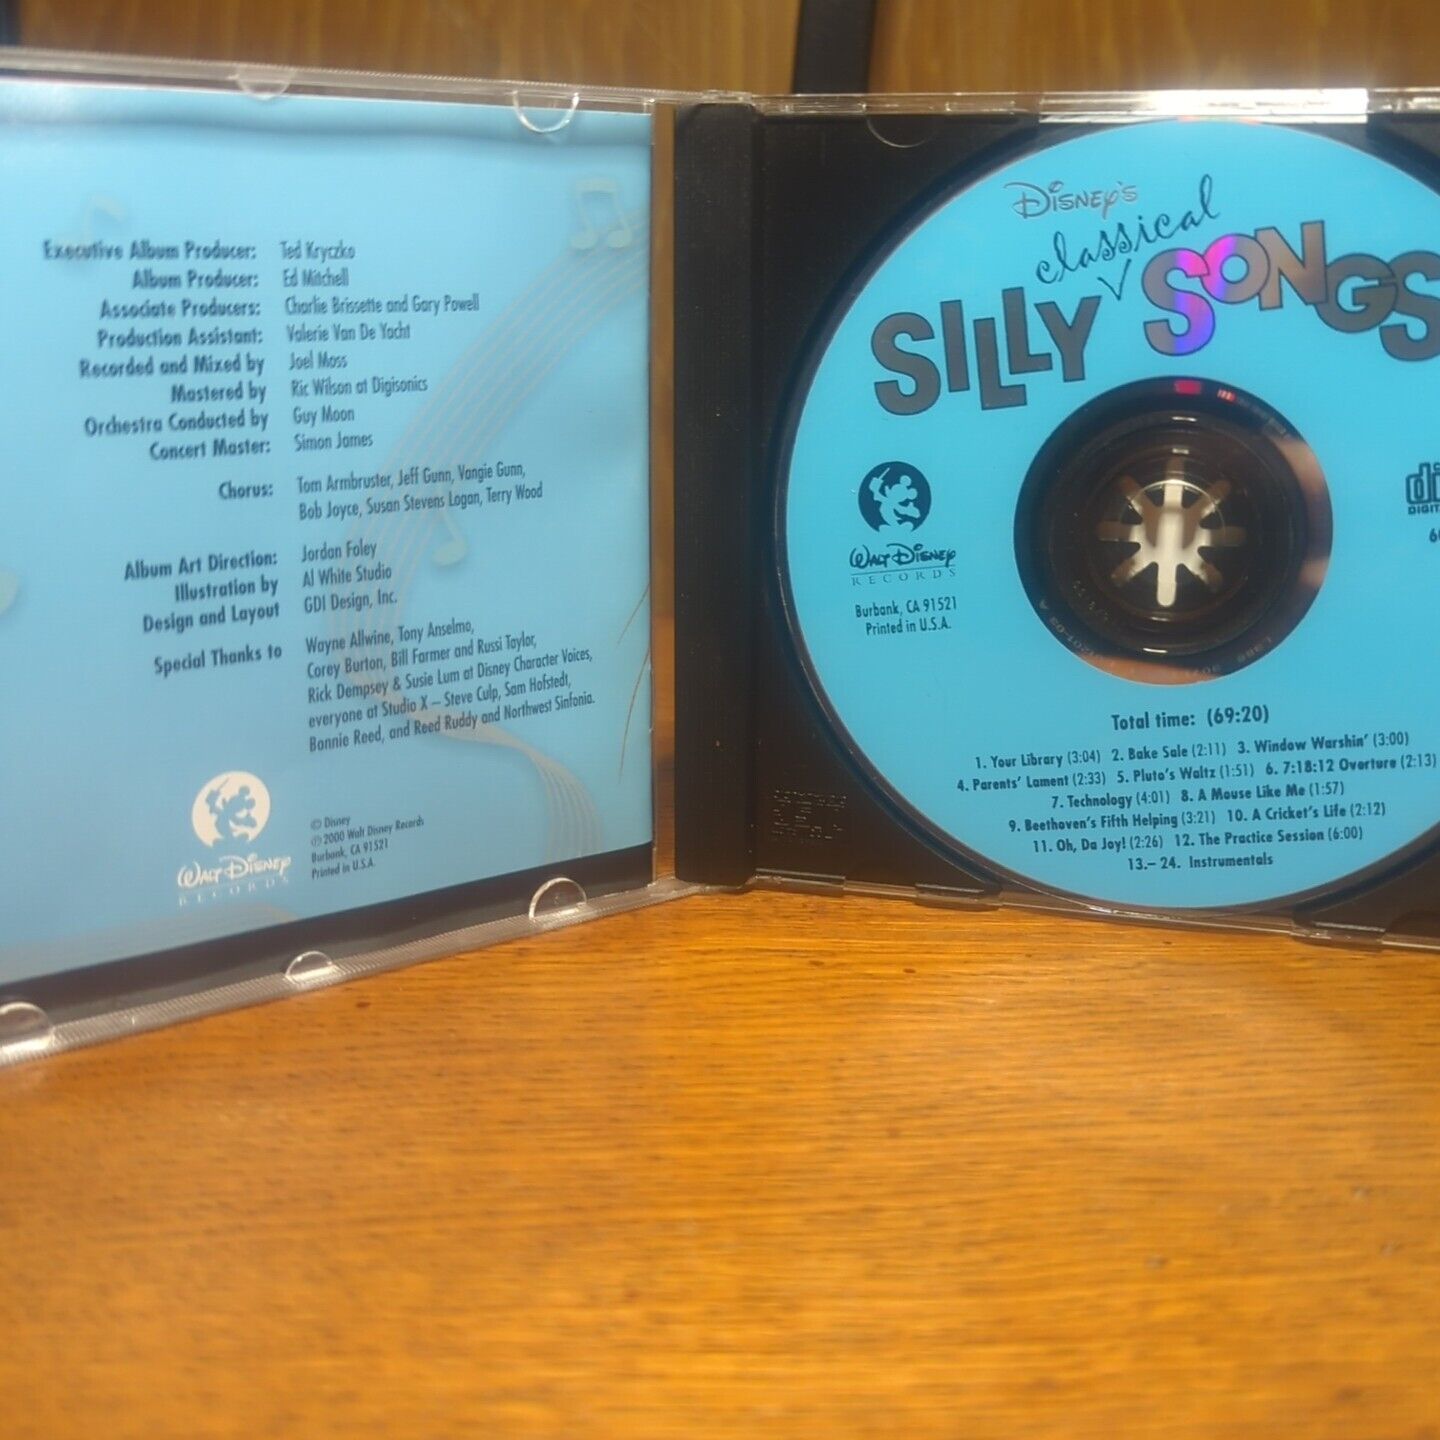 Executive Album Producer: Ted Kryczko
Album Producer: Ed Mitchell
Associate Producers: Charlie Brissette and Gary Powell
Production Assistant: Valerie Van De Yacht
Recorded and Mixed by Joel Moss
Mastered by Ric Wilson at Digisonics
Orchestra Conducted by Guy Moon
Concert Master: Simon James
Chorus: Tom Armbruster, Jeff Gunn, Vangie Gunn,
Bob Joyce, Susan Stevens Logan, Terry Wood
Album Art Direction: Jordan Foley
Illustration by Al White Studio
Design and Layout GDI Design, Inc.
Special Thanks to Wayne Allwine, Tony Anselmo,
Corey Burton, Bill Farmer and Russi Taylor,
Rick Dempsey & Susie Lum at Disney Character Voices,
everyone at Studio X – Steve Culp, Sam Hofstedt,
Bonnie Reed, and Reed Ruddy and Northwest Sinfonia.
WALT DISNEY
RECORDS
© Disney
℗ 2000 Walt Disney Records
Burbank, CA 91521
Printed in U.S.A.
DISNEY'S
classical
SILLY SONGS
WALT DISNEY
RECORDS
Burbank, CA 91521
Printed in U.S.A.
Total time: (69:20)
1. Your Library (3:04) 2. Bake Sale (2:11) 3. Window Warshin' (3:00)
4. Parents' Lament (2:33) 5. Pluto's Waltz (1:51) 6. 7:18:12 Overture (2:13)
7. Technology (4:01) 8. A Mouse Like Me (1:57)
9. Beethoven's Fifth Helping (3:21) 10. A Cricket's Life (2:12)
11. Oh, Da Joy! (2:26) 12. The Practice Session (6:00)
13.– 24. Instrumentals